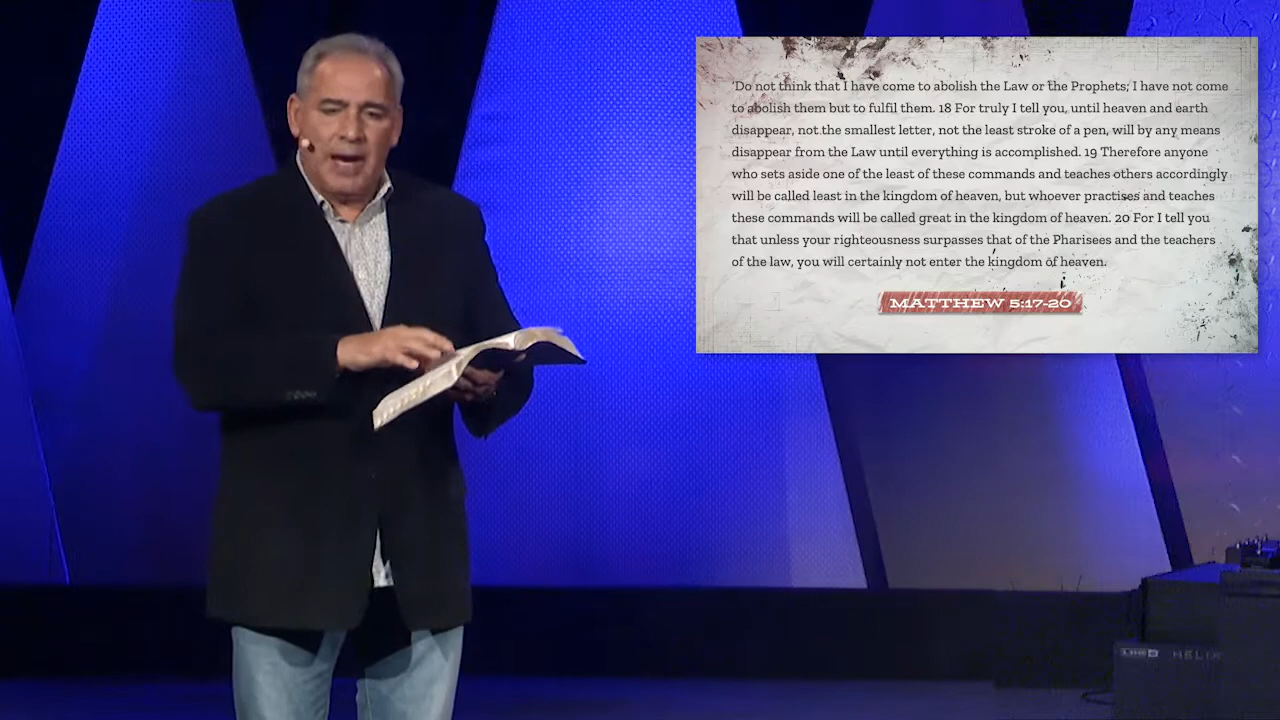 'Do not think that I have come to abolish the Law or the Prophets; I have not come
to abolish them but to fulfil them. 18 For truly I tell you, until heaven and earth
disappear, not the smallest letter, not the least stroke of a pen, will by any means
disappear from the Law until everything is accomplished. 19 Therefore anyone
who sets aside one of the least of these commands and teaches others accordingly
will be called least in the kingdom of heaven, but whoever practises and teaches
these commands will be called great in the kingdom of heaven. 20 For I tell you
that unless your righteousness surpasses that of the Pharisees and the teachers
of the law, you will certainly not enter the kingdom of heaven.
MATTHEW 5:17-20
LINE 6 HELIX